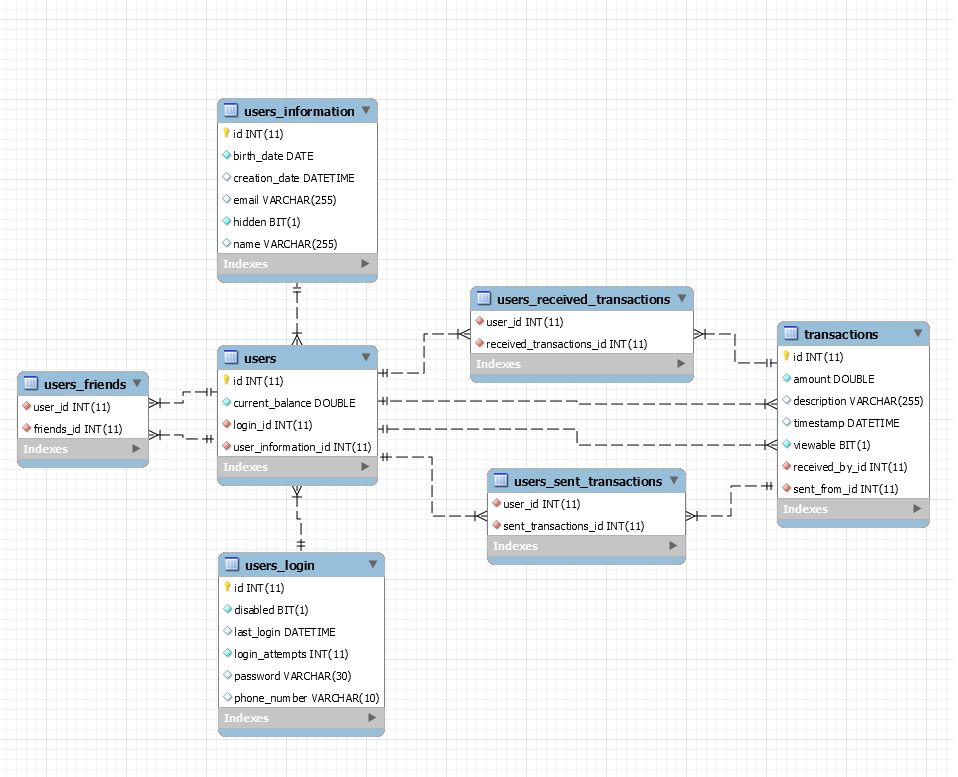 users_information
id INT(11)
birth_date DATE
creation_date DATETIME
email VARCHAR(255)
hidden BIT(1)
name VARCHAR(255)
Indexes
users_received_transactions
user_id INT(11)
received_transactions_id INT(11)
Indexes
transactions
id INT(11)
amount DOUBLE
description VARCHAR(255)
timestamp DATETIME
viewable BIT(1)
received_by_id INT(11)
sent_from_id INT(11)
Indexes
users
id INT(11)
current_balance DOUBLE
login_id INT(11)
user_information_id INT(11)
Indexes
users_friends
user_id INT(11)
friends_id INT(11)
Indexes
users_sent_transactions
user_id INT(11)
sent_transactions_id INT(11)
Indexes
users_login
id INT(11)
disabled BIT(1)
last_login DATETIME
login_attempts INT(11)
password VARCHAR(30)
phone_number VARCHAR(10)
Indexes